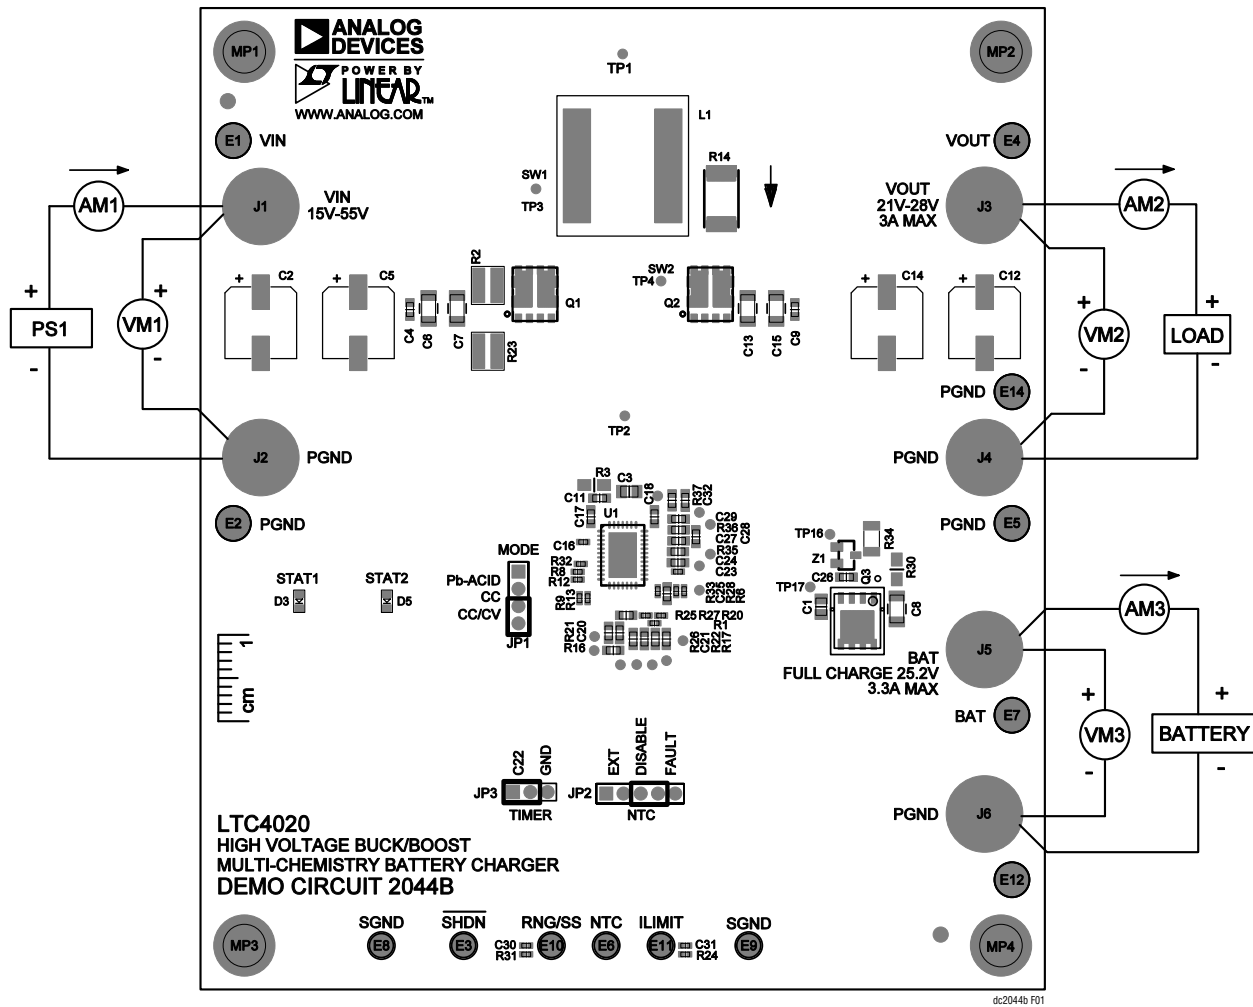 MP1
ANALOG
DEVICES
POWER BY
LINEAR™
WWW.ANALOG.COM
TP1
MP2
E1 VIN
L1
VOUT E4
AM1
J1
VIN
15V-55V
SW1
TP3
R14
VOUT
21V-28V
3A MAX
J3
AM2
+ C2
+ C5
R2
Q1
SW2
TP4
Q2
+ C14
+ C12
+
PS1
-
+
VM1
-
C4
C6
C7
R23
C13
C15
C9
+
VM2
-
+
LOAD
-
PGND E14
TP2
J2
PGND
PGND
J4
E2 PGND
PGND E5
R3
C3
C11
C17
U1
C18
R37
C32
C29
R36
C28
C27
R35
C24
C23
C16
R32
R8
R12
R9
R13
R33
C25
R28
R6
R25 R27 R20
R1
R21
C20
R16
R26
C21
R22
R17
TP16
Z1
R34
R30
C26
Q3
TP17
C1
C8
MODE
Pb-ACID
CC
CC/CV
JP1
STAT1
D3
STAT2
D5
AM3
J5
BAT
FULL CHARGE 25.2V
3.3A MAX
BAT E7
1
cm
+
VM3
-
+
BATTERY
-
C22
GND
JP3
TIMER
EXT
DISABLE
FAULT
JP2
NTC
PGND
J6
LTC4020
HIGH VOLTAGE BUCK/BOOST
MULTI-CHEMISTRY BATTERY CHARGER
DEMO CIRCUIT 2044B
E12
MP3
SGND
E8
SHDN
E3
RNG/SS
E10
C30
R31
NTC
E6
ILIMIT
E11
C31
R24
SGND
E9
MP4
dc2044b F01